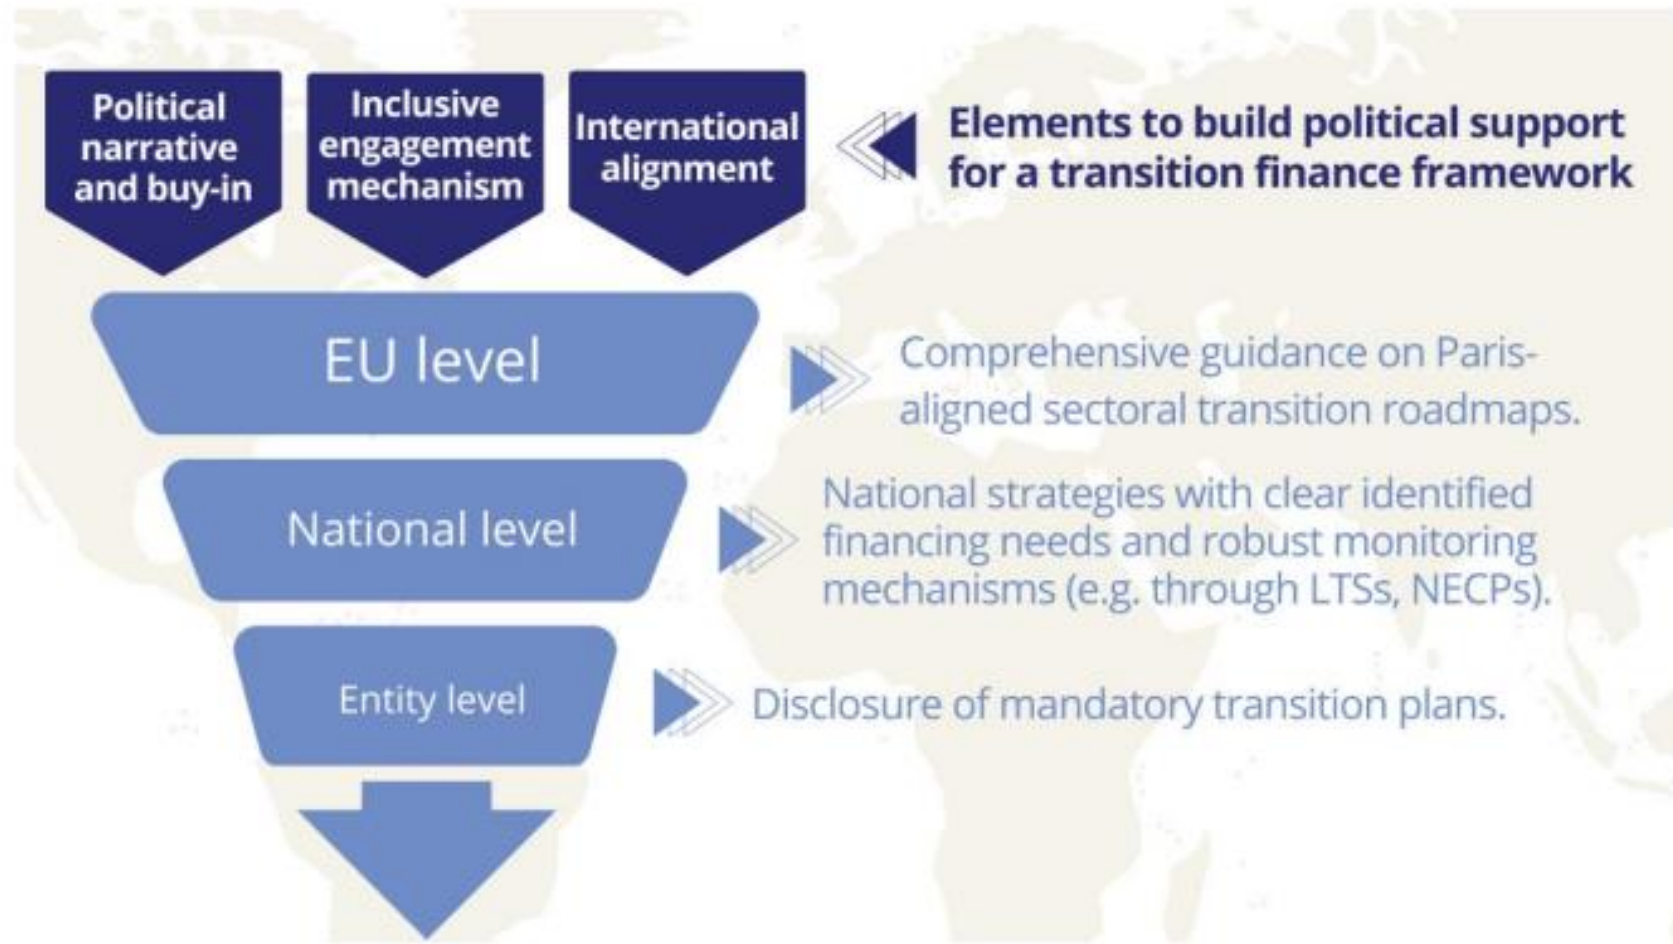 Political
narrative
and buy-in
Inclusive
engagement
mechanism
International
alignment
Elements to build political support
for a transition finance framework
EU level
Comprehensive guidance on Paris-
aligned sectoral transition roadmaps.
National level
National strategies with clear identified
financing needs and robust monitoring
mechanisms (e.g. through LTSs, NECPs).
Entity level
Disclosure of mandatory transition plans.